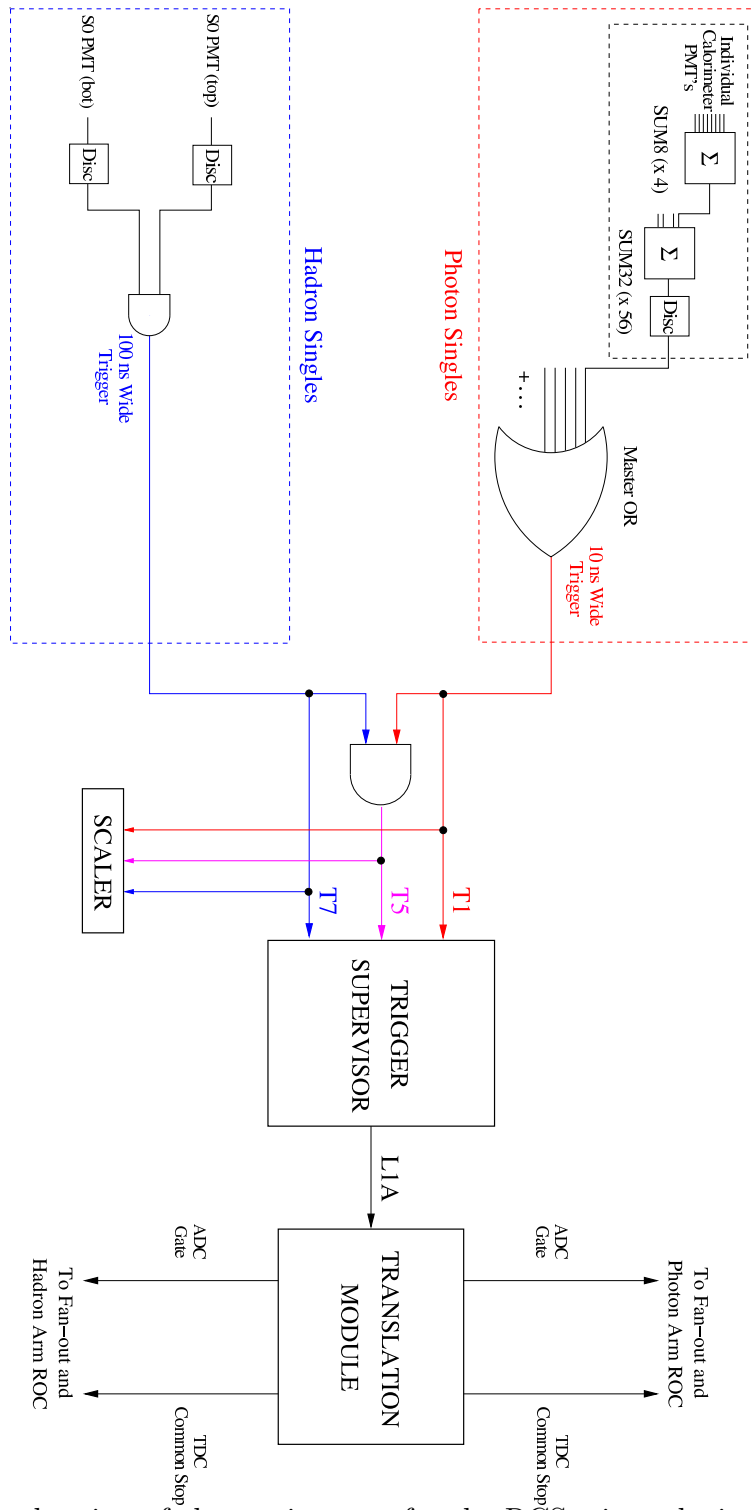 Individual
Calorimeter
PMT's
SUM8 (x 4)
Σ
SUM32 (x 56)
Σ
Disc
+ . . .
Master OR
10 ns Wide
Trigger
Photon Singles
Hadron Singles
S0 PMT (top)
S0 PMT (bot)
Disc
Disc
100 ns Wide
Trigger
T1
T5
T7
SCALER
TRIGGER
SUPERVISOR
L1A
TRANSLATION
MODULE
ADC
Gate
TDC
Common Stop
To Fan−out and
Photon Arm ROC
ADC
Gate
TDC
Common Stop
To Fan−out and
Hadron Arm ROC